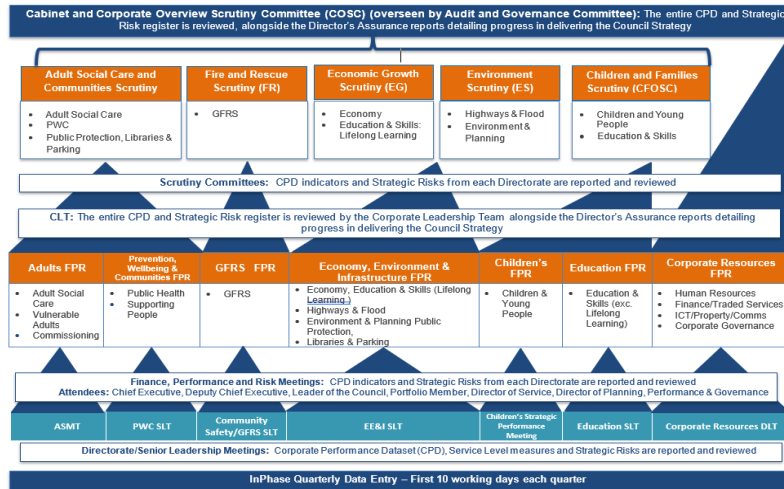 Cabinet and Corporate Overview Scrutiny Committee (COSC) (overseen by Audit and Governance Committee): The entire CPD and Strategic
Risk register is reviewed, alongside the Director's Assurance reports detailing progress in delivering the Council Strategy
Adult Social Care and
Communities Scrutiny
Adult Social Care
PWC
Public Protection, Libraries &
Parking
Fire and Rescue
Scrutiny (FR)
GFRS
Economic Growth
Scrutiny (EG)
Economy
Education & Skills:
Lifelong Learning
Environment
Scrutiny (ES)
Highways & Flood
Environment &
Planning
Children and Families
Scrutiny (CFOSC)
Children and Young
People
Education & Skills
Scrutiny Committees: CPD indicators and Strategic Risks from each Directorate are reported and reviewed
CLT: The entire CPD and Strategic Risk register is reviewed by the Corporate Leadership Team alongside the Director's Assurance reports detailing
progress in delivering the Council Strategy
Adults FPR
Adult Social
Care
Vulnerable
Adults
Commissioning
Prevention,
Wellbeing &
Communities FPR
Public Health
Supporting
People
GFRS FPR
GFRS
Economy, Environment &
Infrastructure FPR
Economy, Education & Skills (Lifelong
Learning.)
Highways & Flood
Environment & Planning Public
Protection,
Libraries & Parking
Children's
FPR
Children &
Young
People
Education FPR
Education &
Skills (exc.
Lifelong
Learning)
Corporate Resources
FPR
Human Resources
Finance/Traded Services
ICT/Property/Comms
Corporate Governance
Finance, Performance and Risk Meetings: CPD indicators and Strategic Risks from each Directorate are reported and reviewed
Attendees: Chief Executive, Deputy Chief Executive, Leader of the Council, Portfolio Member, Director of Service, Director of Planning, Performance & Governance
ASMT
PWC SLT
Community
Safety/GFRS SLT
EE&I SLT
Children's Strategic
Performance
Meeting
Education SLT
Corporate Resources DLT
Directorate/Senior Leadership Meetings: Corporate Performance Dataset (CPD), Service Level measures and Strategic Risks are reported and reviewed
InPhase Quarterly Data Entry – First 10 working days each quarter